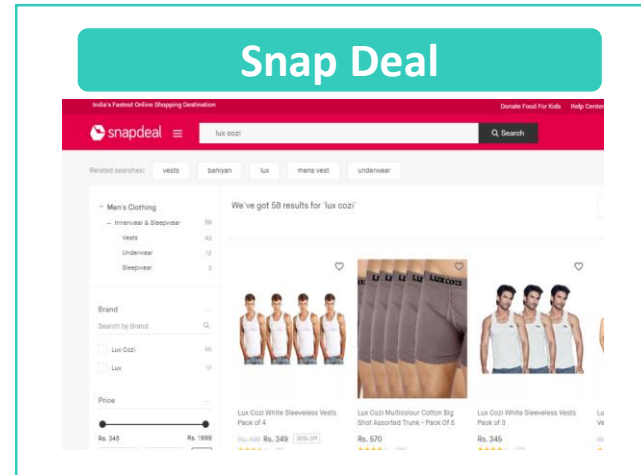 Snap Deal
India's Fastest Online Shopping Destination
Donate Food For Kids Help Center
snapdeal
lux cozi
Search
Related searches: vests baniyan lux mens vest underwear
Men's Clothing
Innerwear & Sleepwear 58
Vests 43
Underwear 12
Sleepwear 3
Brand
Search by Brand
Lux Cozi 46
Lux 12
Price
Rs. 345 Rs. 1999
We've got 58 results for 'lux cozi'
LUX COZI
Lux Cozi White Sleeveless Vests
Pack of 4
Rs. 349 30% Off
Lux Cozi Multicolour Cotton Big
Shot Assorted Trunk - Pack Of 5
Rs. 570
Lux Cozi White Sleeveless Vests
Pack of 3
Rs. 345